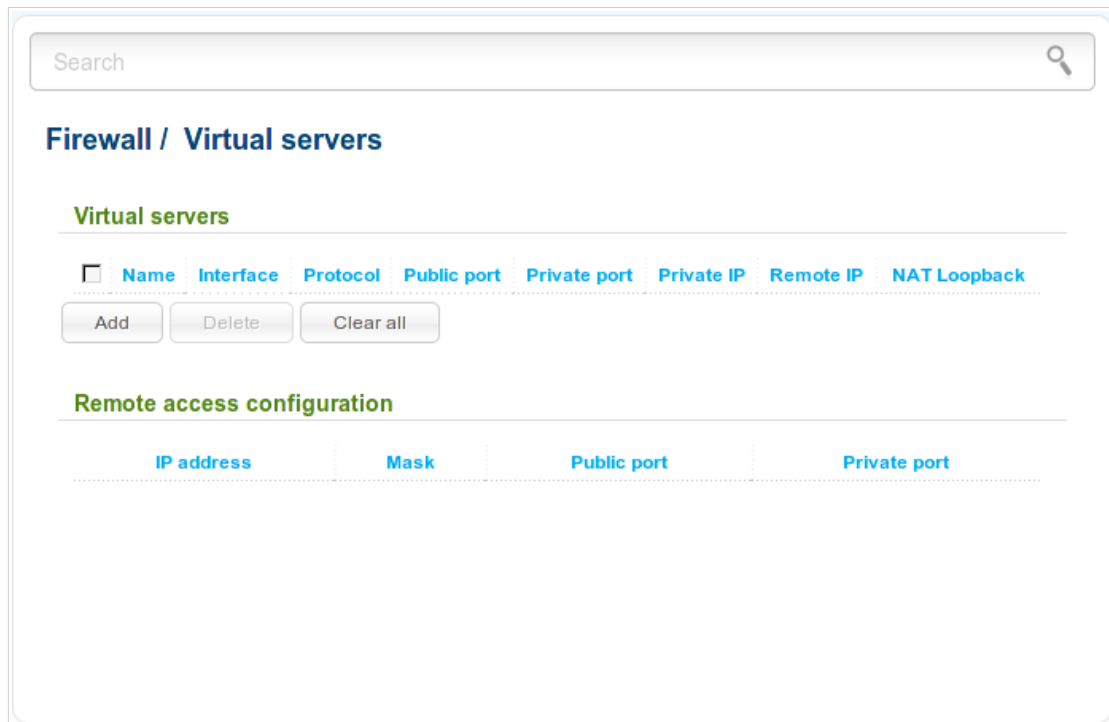 Search
Firewall / Virtual servers
Virtual servers
Name Interface Protocol Public port Private port Private IP Remote IP NAT Loopback
Add Delete Clear all
Remote access configuration
IP address Mask Public port Private port